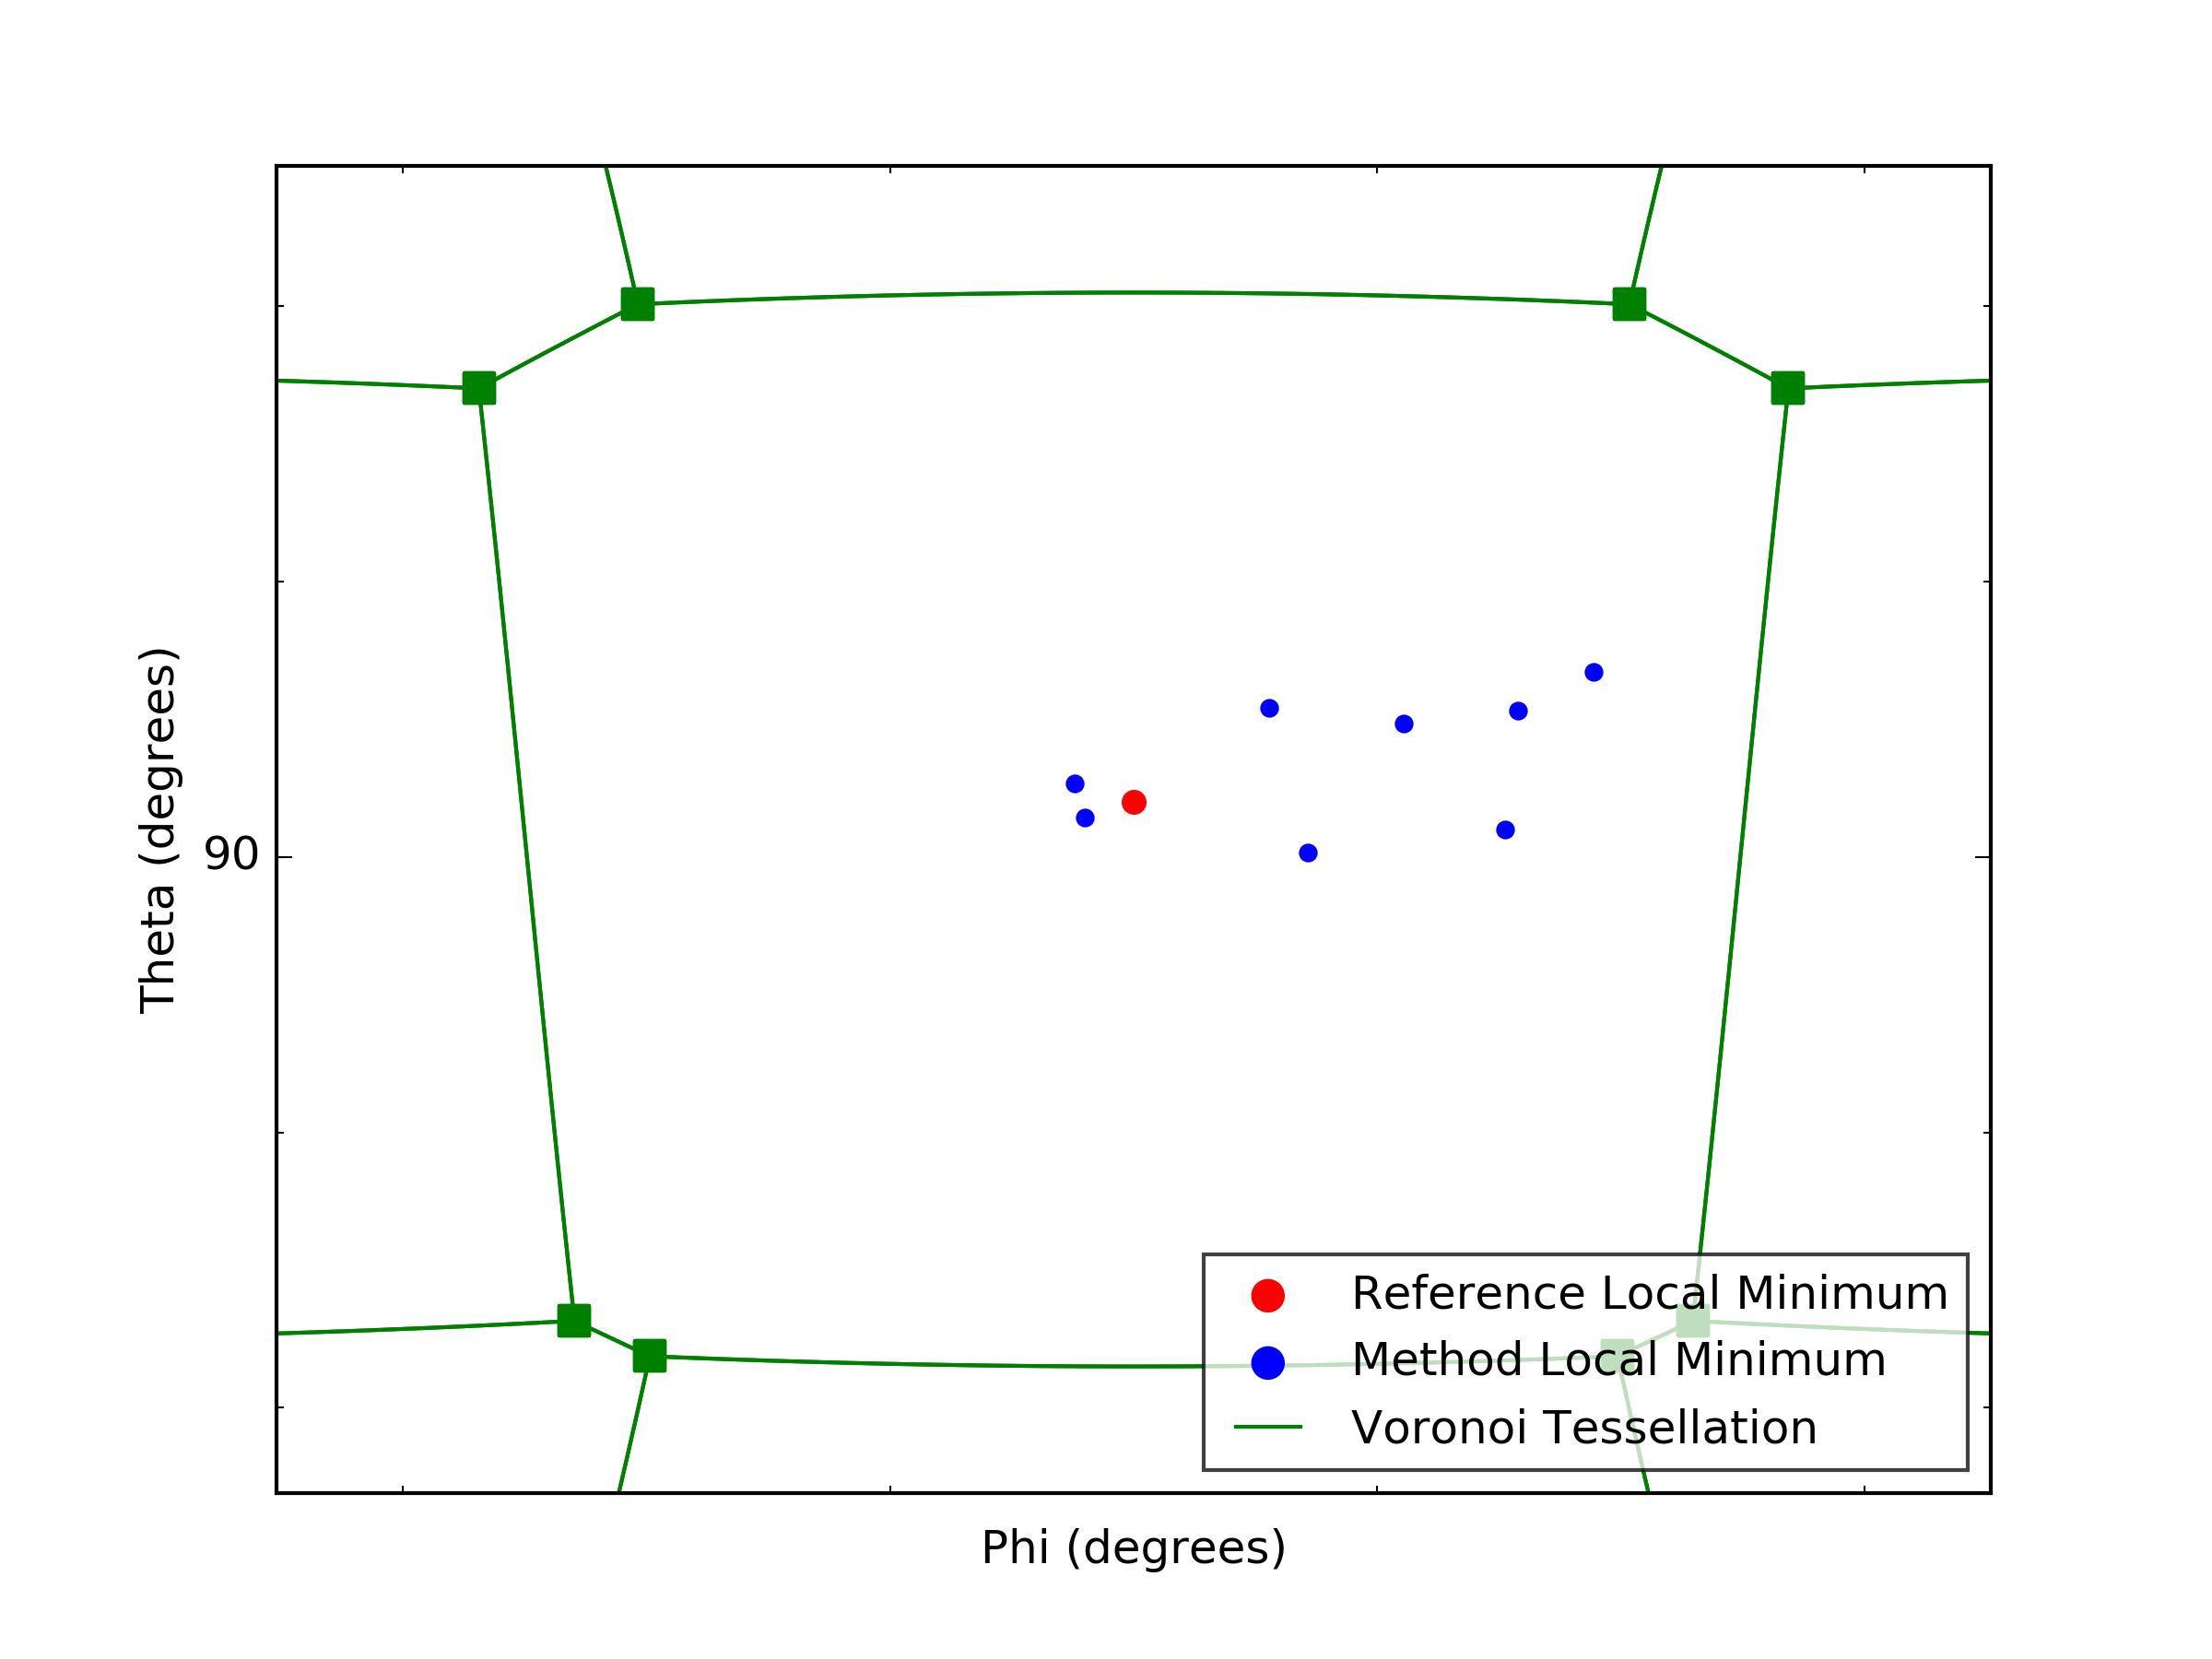 Theta (degrees)
90
Reference Local Minimum
Method Local Minimum
Voronoi Tessellation
Phi (degrees)